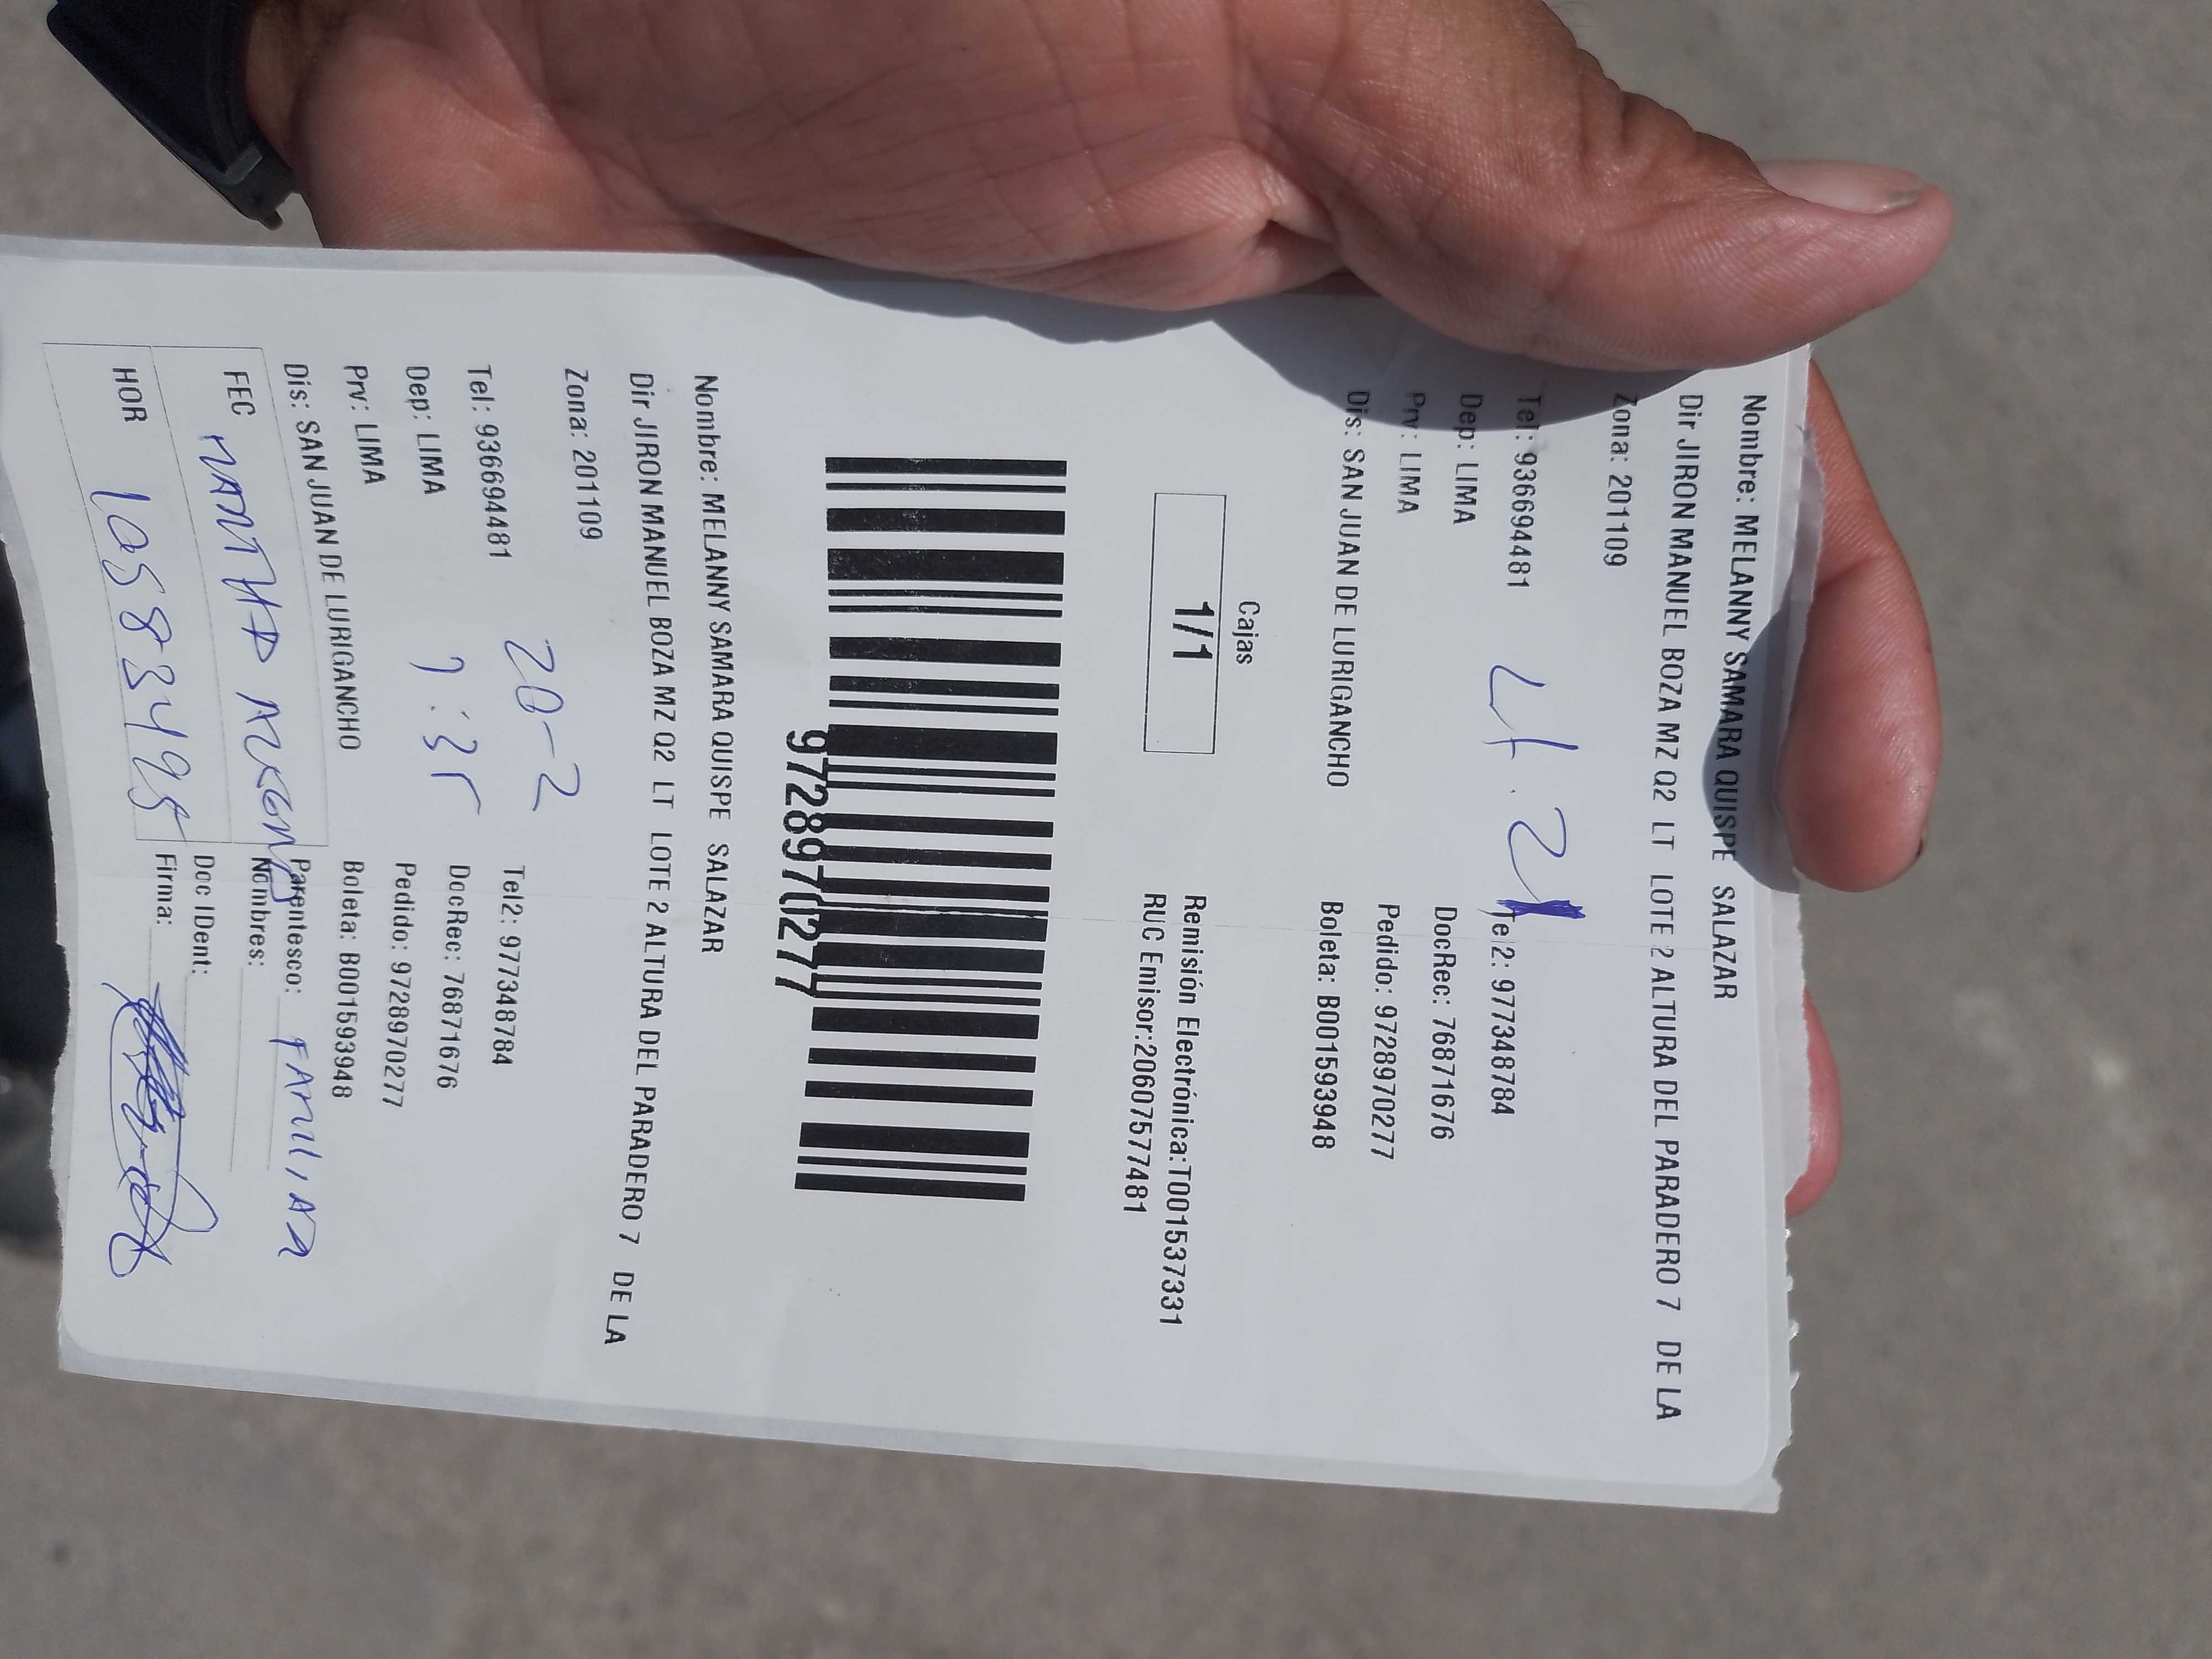 Nombre: MELANNY SAMARA QUISPE SALAZAR
Dir JIRON MANUEL BOZA MZ Q2 LT LOTE 2 ALTURA DEL PARADERO 7 DE LA
Zona: 201109
Tel: 936694481 Tel2: 977348784
Dep: LIMA DocRec: 76871676
Prv: LIMA Pedido: 9728970277
Dis: SAN JUAN DE LURIGANCHO Boleta: B001593948
Cajas
1/1
Remisión Electrónica:T001537331
RUC Emisor:20607577481
9728970277
Nombre: MELANNY SAMARA QUISPE SALAZAR
Dir JIRON MANUEL BOZA MZ Q2 LT LOTE 2 ALTURA DEL PARADERO 7 DE LA
Zona: 201109
20-2
Tel: 936694481 Tel2: 977348784
Dep: LIMA DocRec: 76871676
Prv: LIMA Pedido: 9728970277
Dis: SAN JUAN DE LURIGANCHO Boleta: B001593948
Parentesco: FAMILIAR
FEC Nombres:
Doc IDent:
HOR 10583495 Firma: